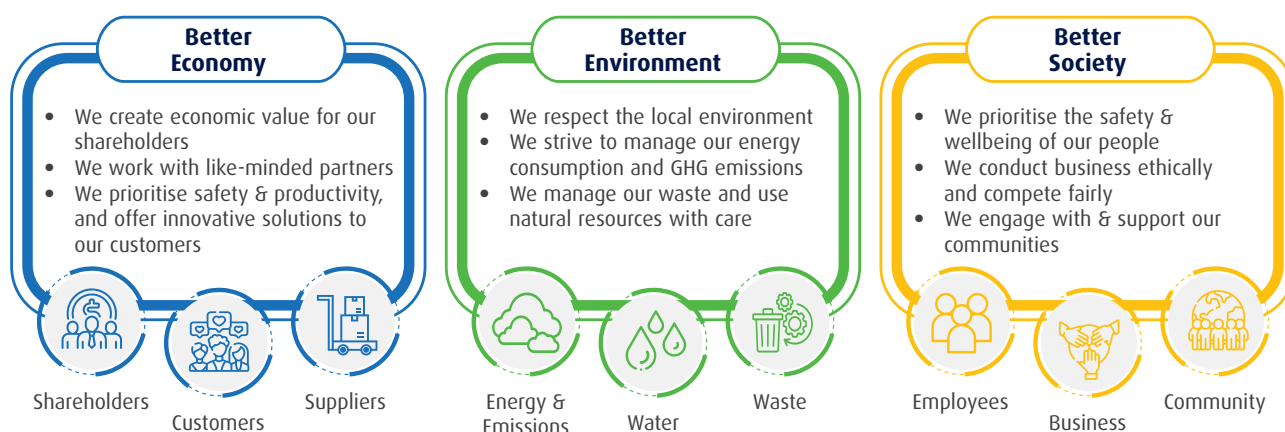 Better
Economy
• We create economic value for our
shareholders
• We work with like-minded partners
• We prioritise safety & productivity,
and offer innovative solutions to
our customers
Shareholders
Customers
Suppliers
Better
Environment
• We respect the local environment
• We strive to manage our energy
consumption and GHG emissions
• We manage our waste and use
natural resources with care
Energy &
Emissions
Water
Waste
Better
Society
• We prioritise the safety &
wellbeing of our people
• We conduct business ethically
and compete fairly
• We engage with & support our
communities
Employees
Business
Community